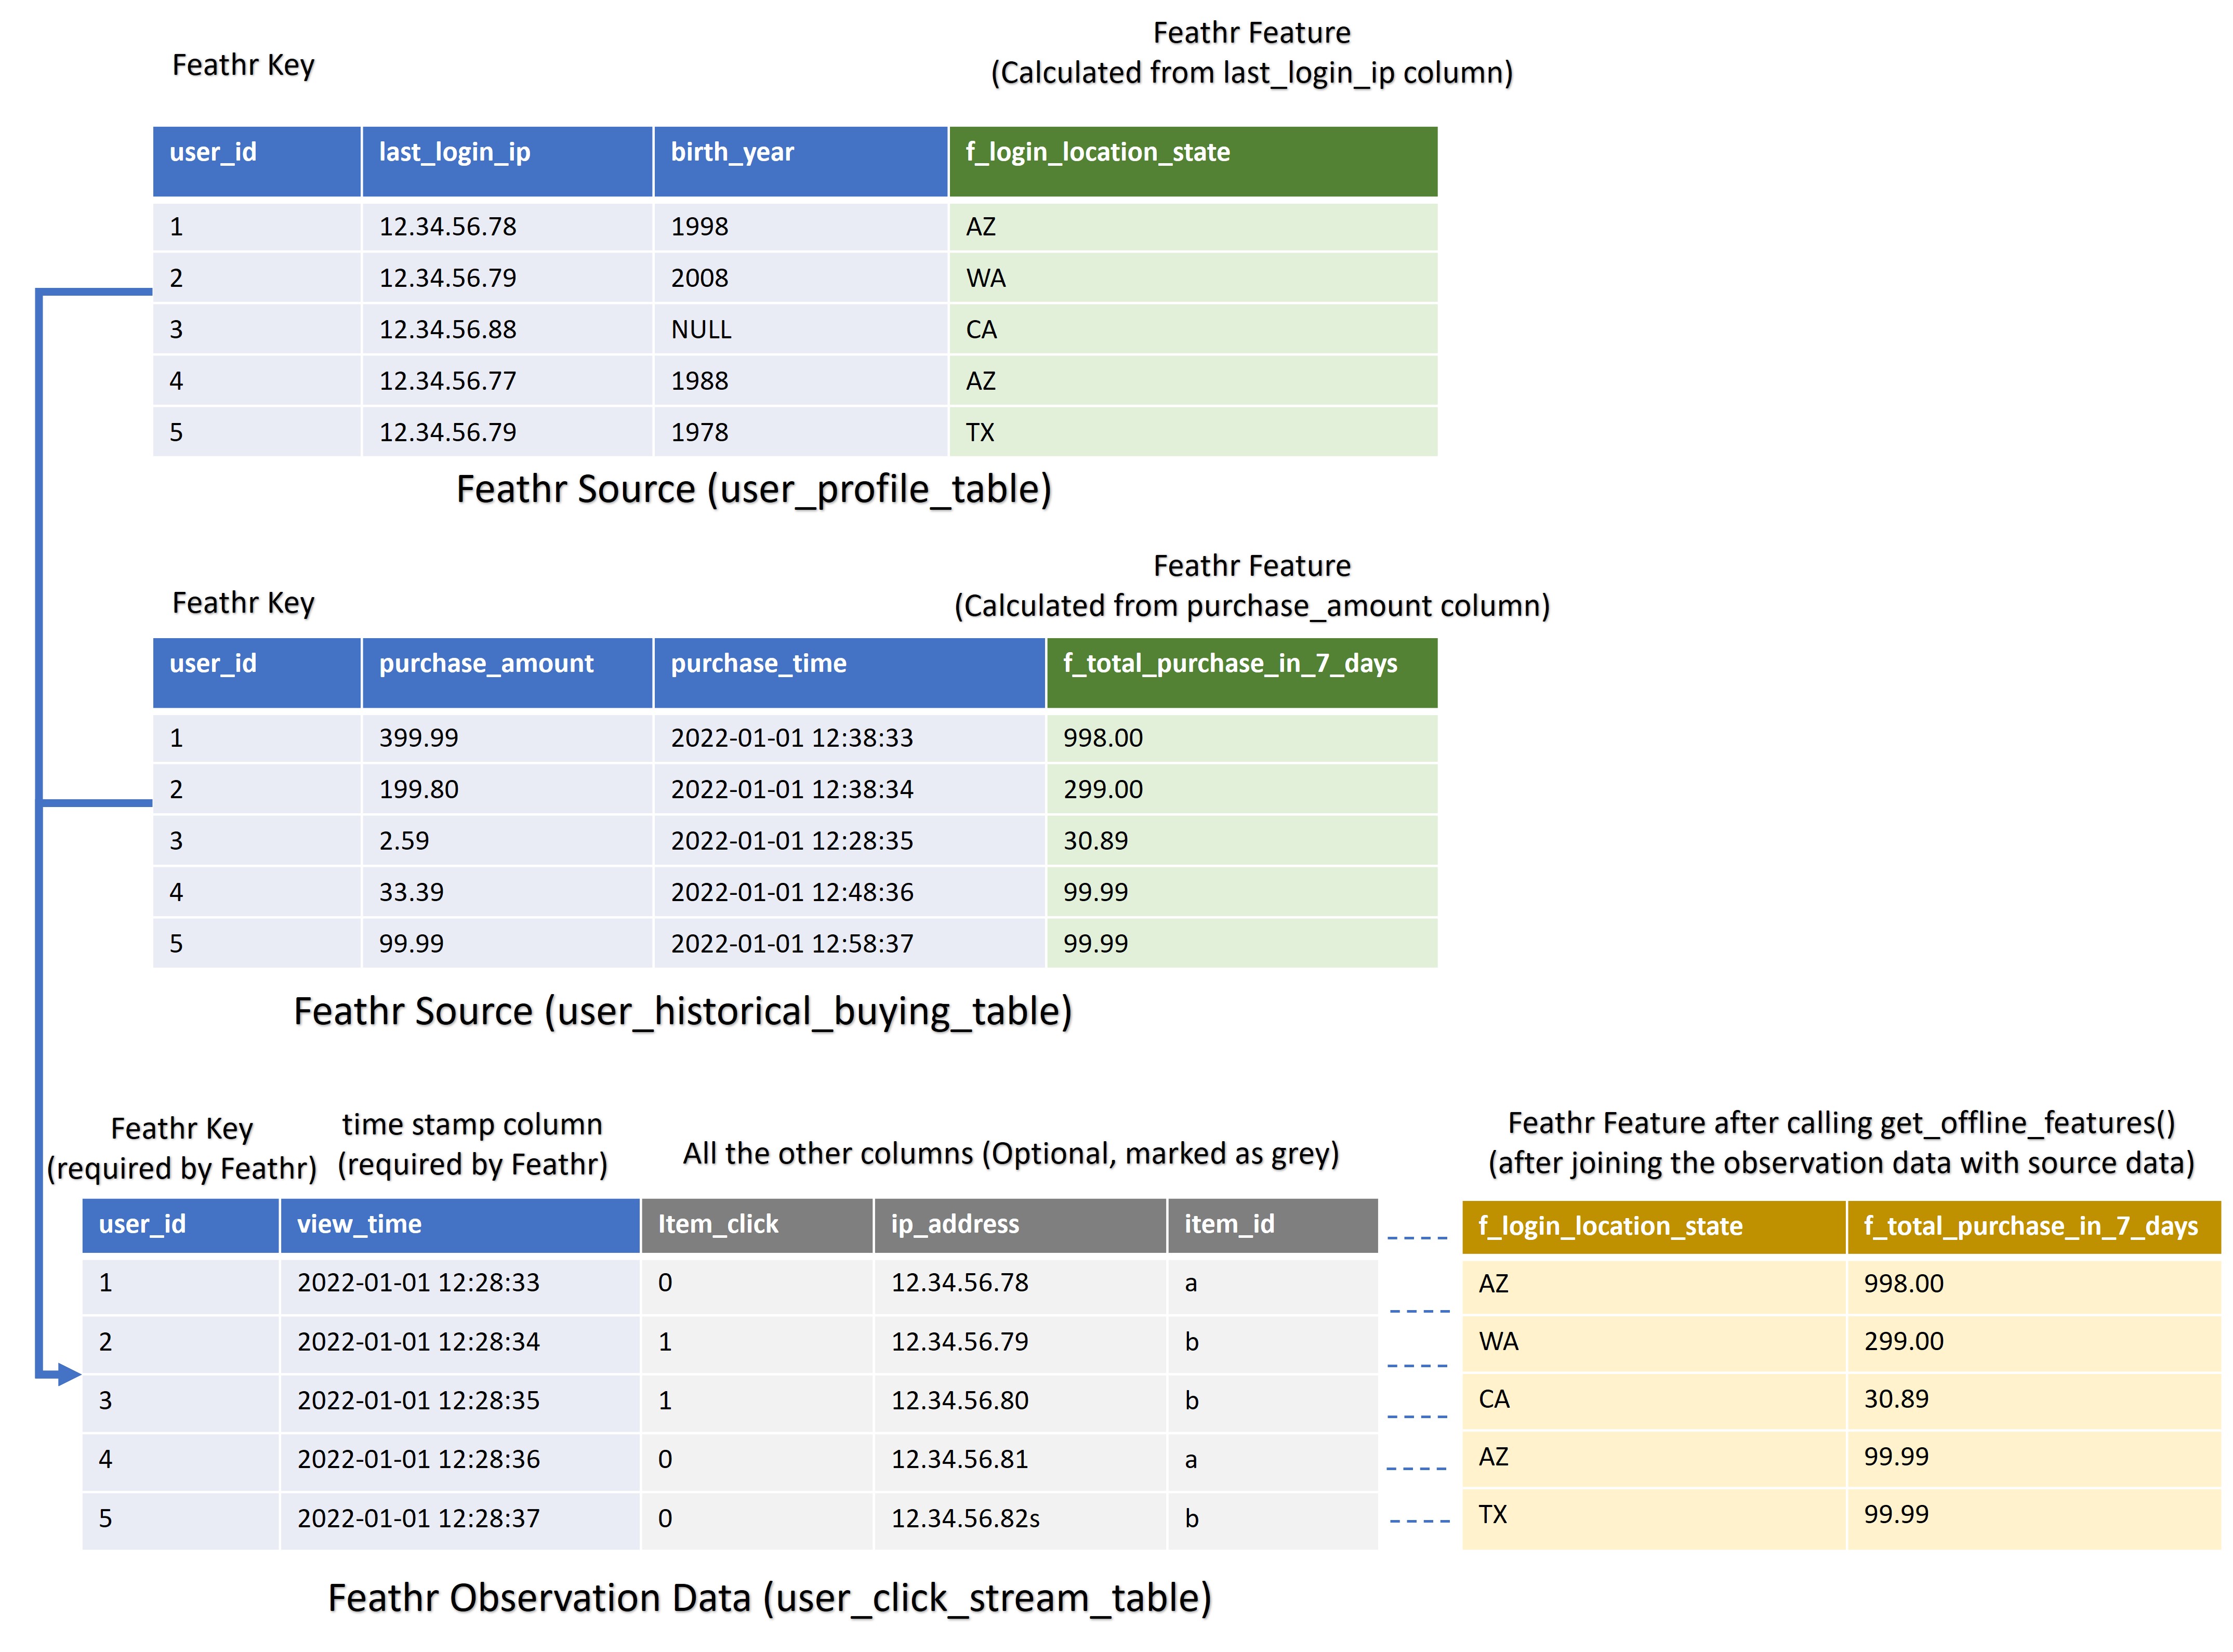 Feathr Key
Feathr Feature
(Calculated from last_login_ip column)
user_id last_login_ip birth_year f_login_location_state
1 12.34.56.78 1998 AZ
2 12.34.56.79 2008 WA
3 12.34.56.88 NULL CA
4 12.34.56.77 1988 AZ
5 12.34.56.79 1978 TX
Feathr Source (user_profile_table)
Feathr Key
Feathr Feature
(Calculated from purchase_amount column)
user_id purchase_amount purchase_time f_total_purchase_in_7_days
1 399.99 2022-01-01 12:38:33 998.00
2 199.80 2022-01-01 12:38:34 299.00
3 2.59 2022-01-01 12:28:35 30.89
4 33.39 2022-01-01 12:48:36 99.99
5 99.99 2022-01-01 12:58:37 99.99
Feathr Source (user_historical_buying_table)
Feathr Key
(required by Feathr)
time stamp column
(required by Feathr)
All the other columns (Optional, marked as grey)
Feathr Feature after calling get_offline_features()
(after joining the observation data with source data)
user_id view_time Item_click ip_address item_id f_login_location_state f_total_purchase_in_7_days
1 2022-01-01 12:28:33 0 12.34.56.78 a AZ 998.00
2 2022-01-01 12:28:34 1 12.34.56.79 b WA 299.00
3 2022-01-01 12:28:35 1 12.34.56.80 b CA 30.89
4 2022-01-01 12:28:36 0 12.34.56.81 a AZ 99.99
5 2022-01-01 12:28:37 0 12.34.56.82s b TX 99.99
Feathr Observation Data (user_click_stream_table)